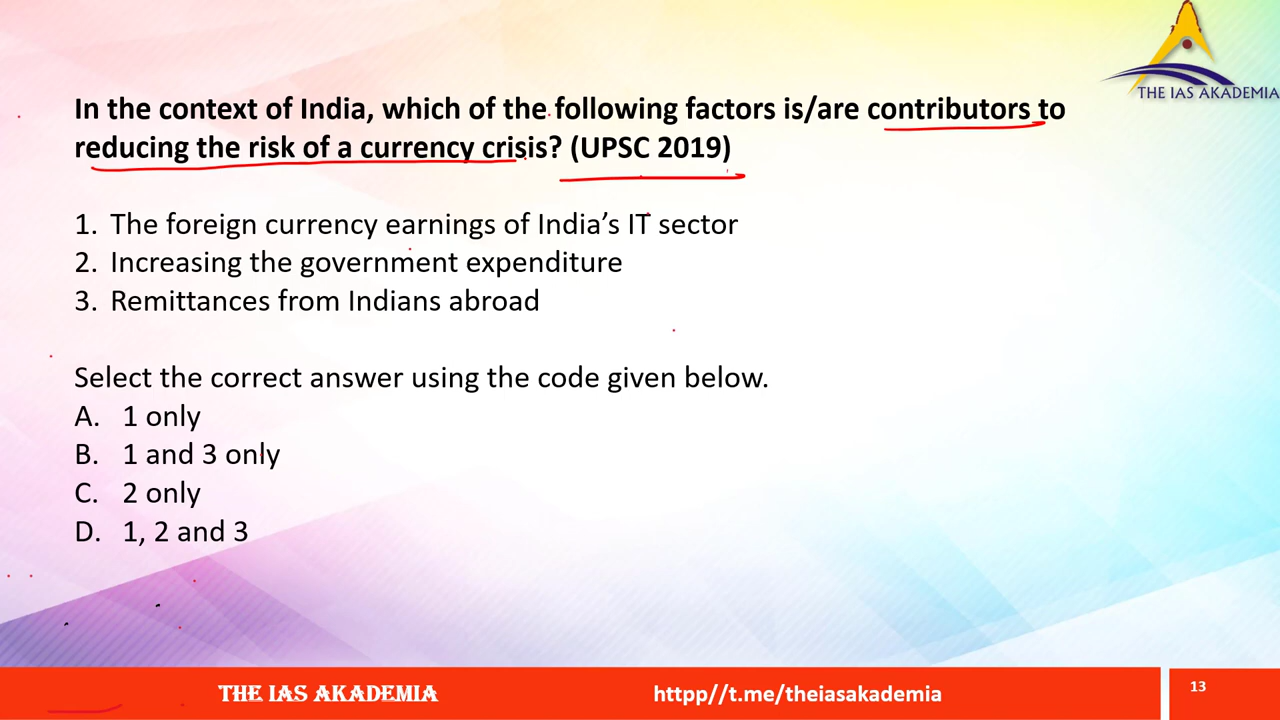 THE IAS AKADEMIA
In the context of India, which of the following factors is/are contributors to
reducing the risk of a currency crisis? (UPSC 2019)
1. The foreign currency earnings of India’s IT sector
2. Increasing the government expenditure
3. Remittances from Indians abroad
Select the correct answer using the code given below.
A. 1 only
B. 1 and 3 only
C. 2 only
D. 1, 2 and 3
THE IAS AKADEMIA
httpp//t.me/theiasakademia
13